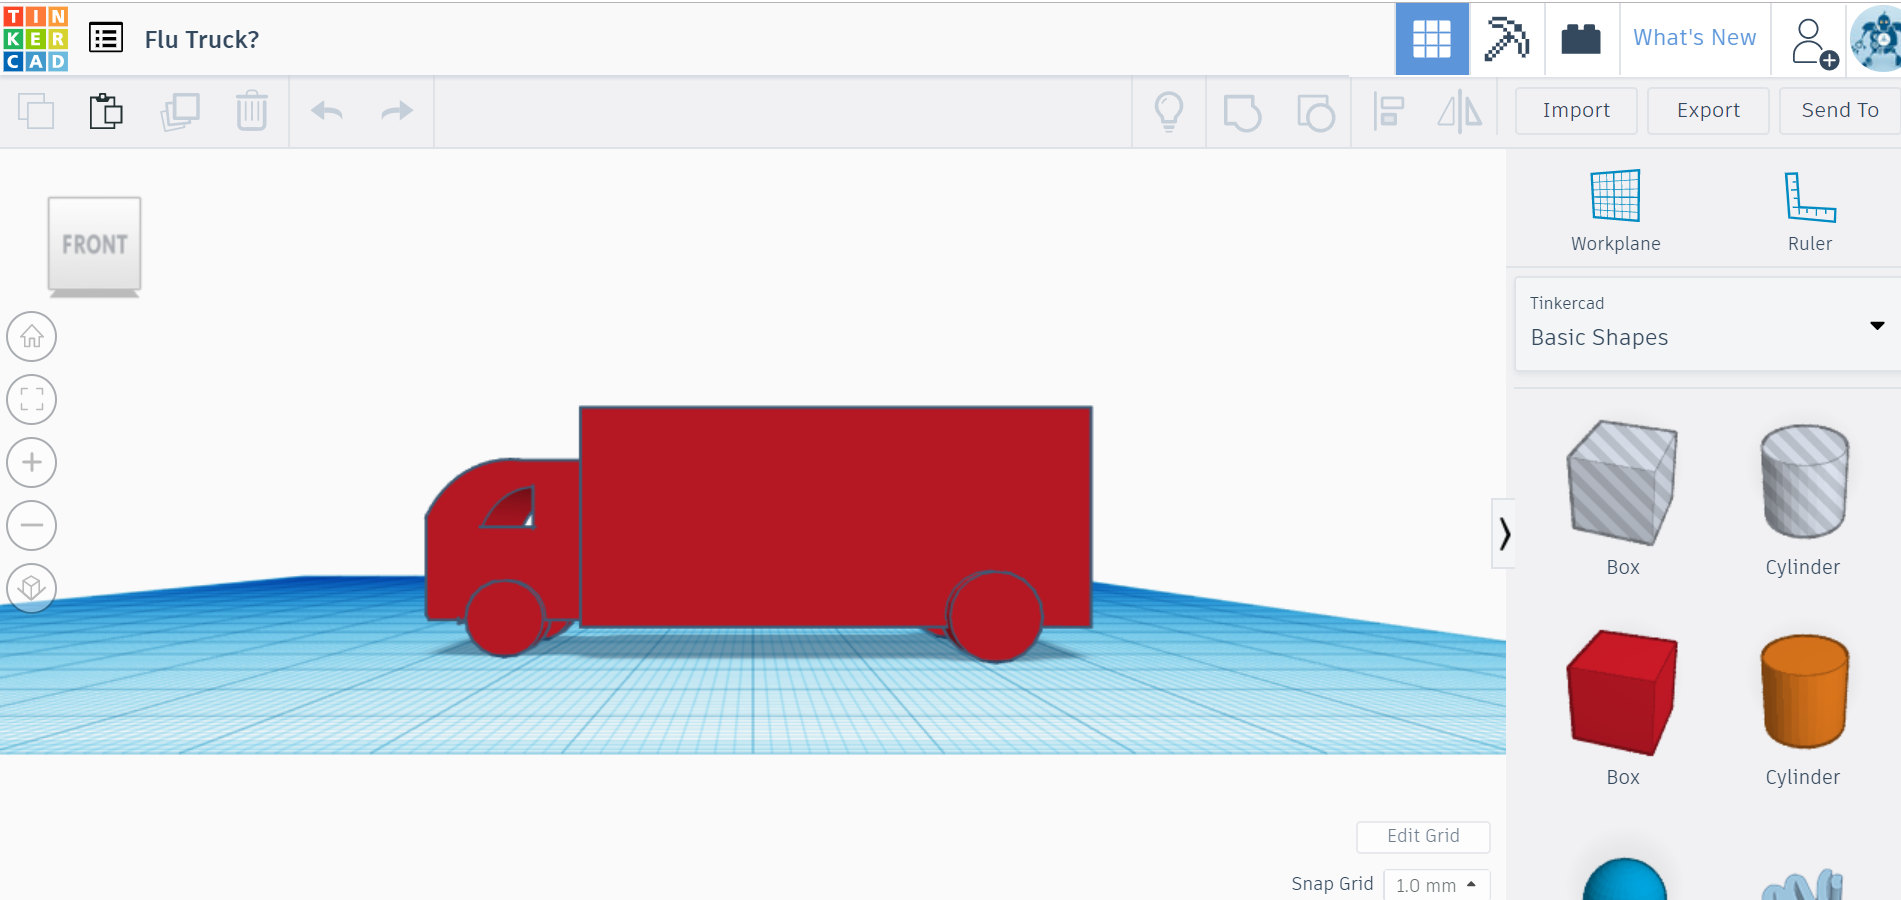 TIN
KER
CAD
Flu Truck?
What's New
Import
Export
Send To
FRONT
Workplane
Ruler
Tinkercad
Basic Shapes
Box
Cylinder
Box
Cylinder
Edit Grid
Snap Grid
1.0 mm